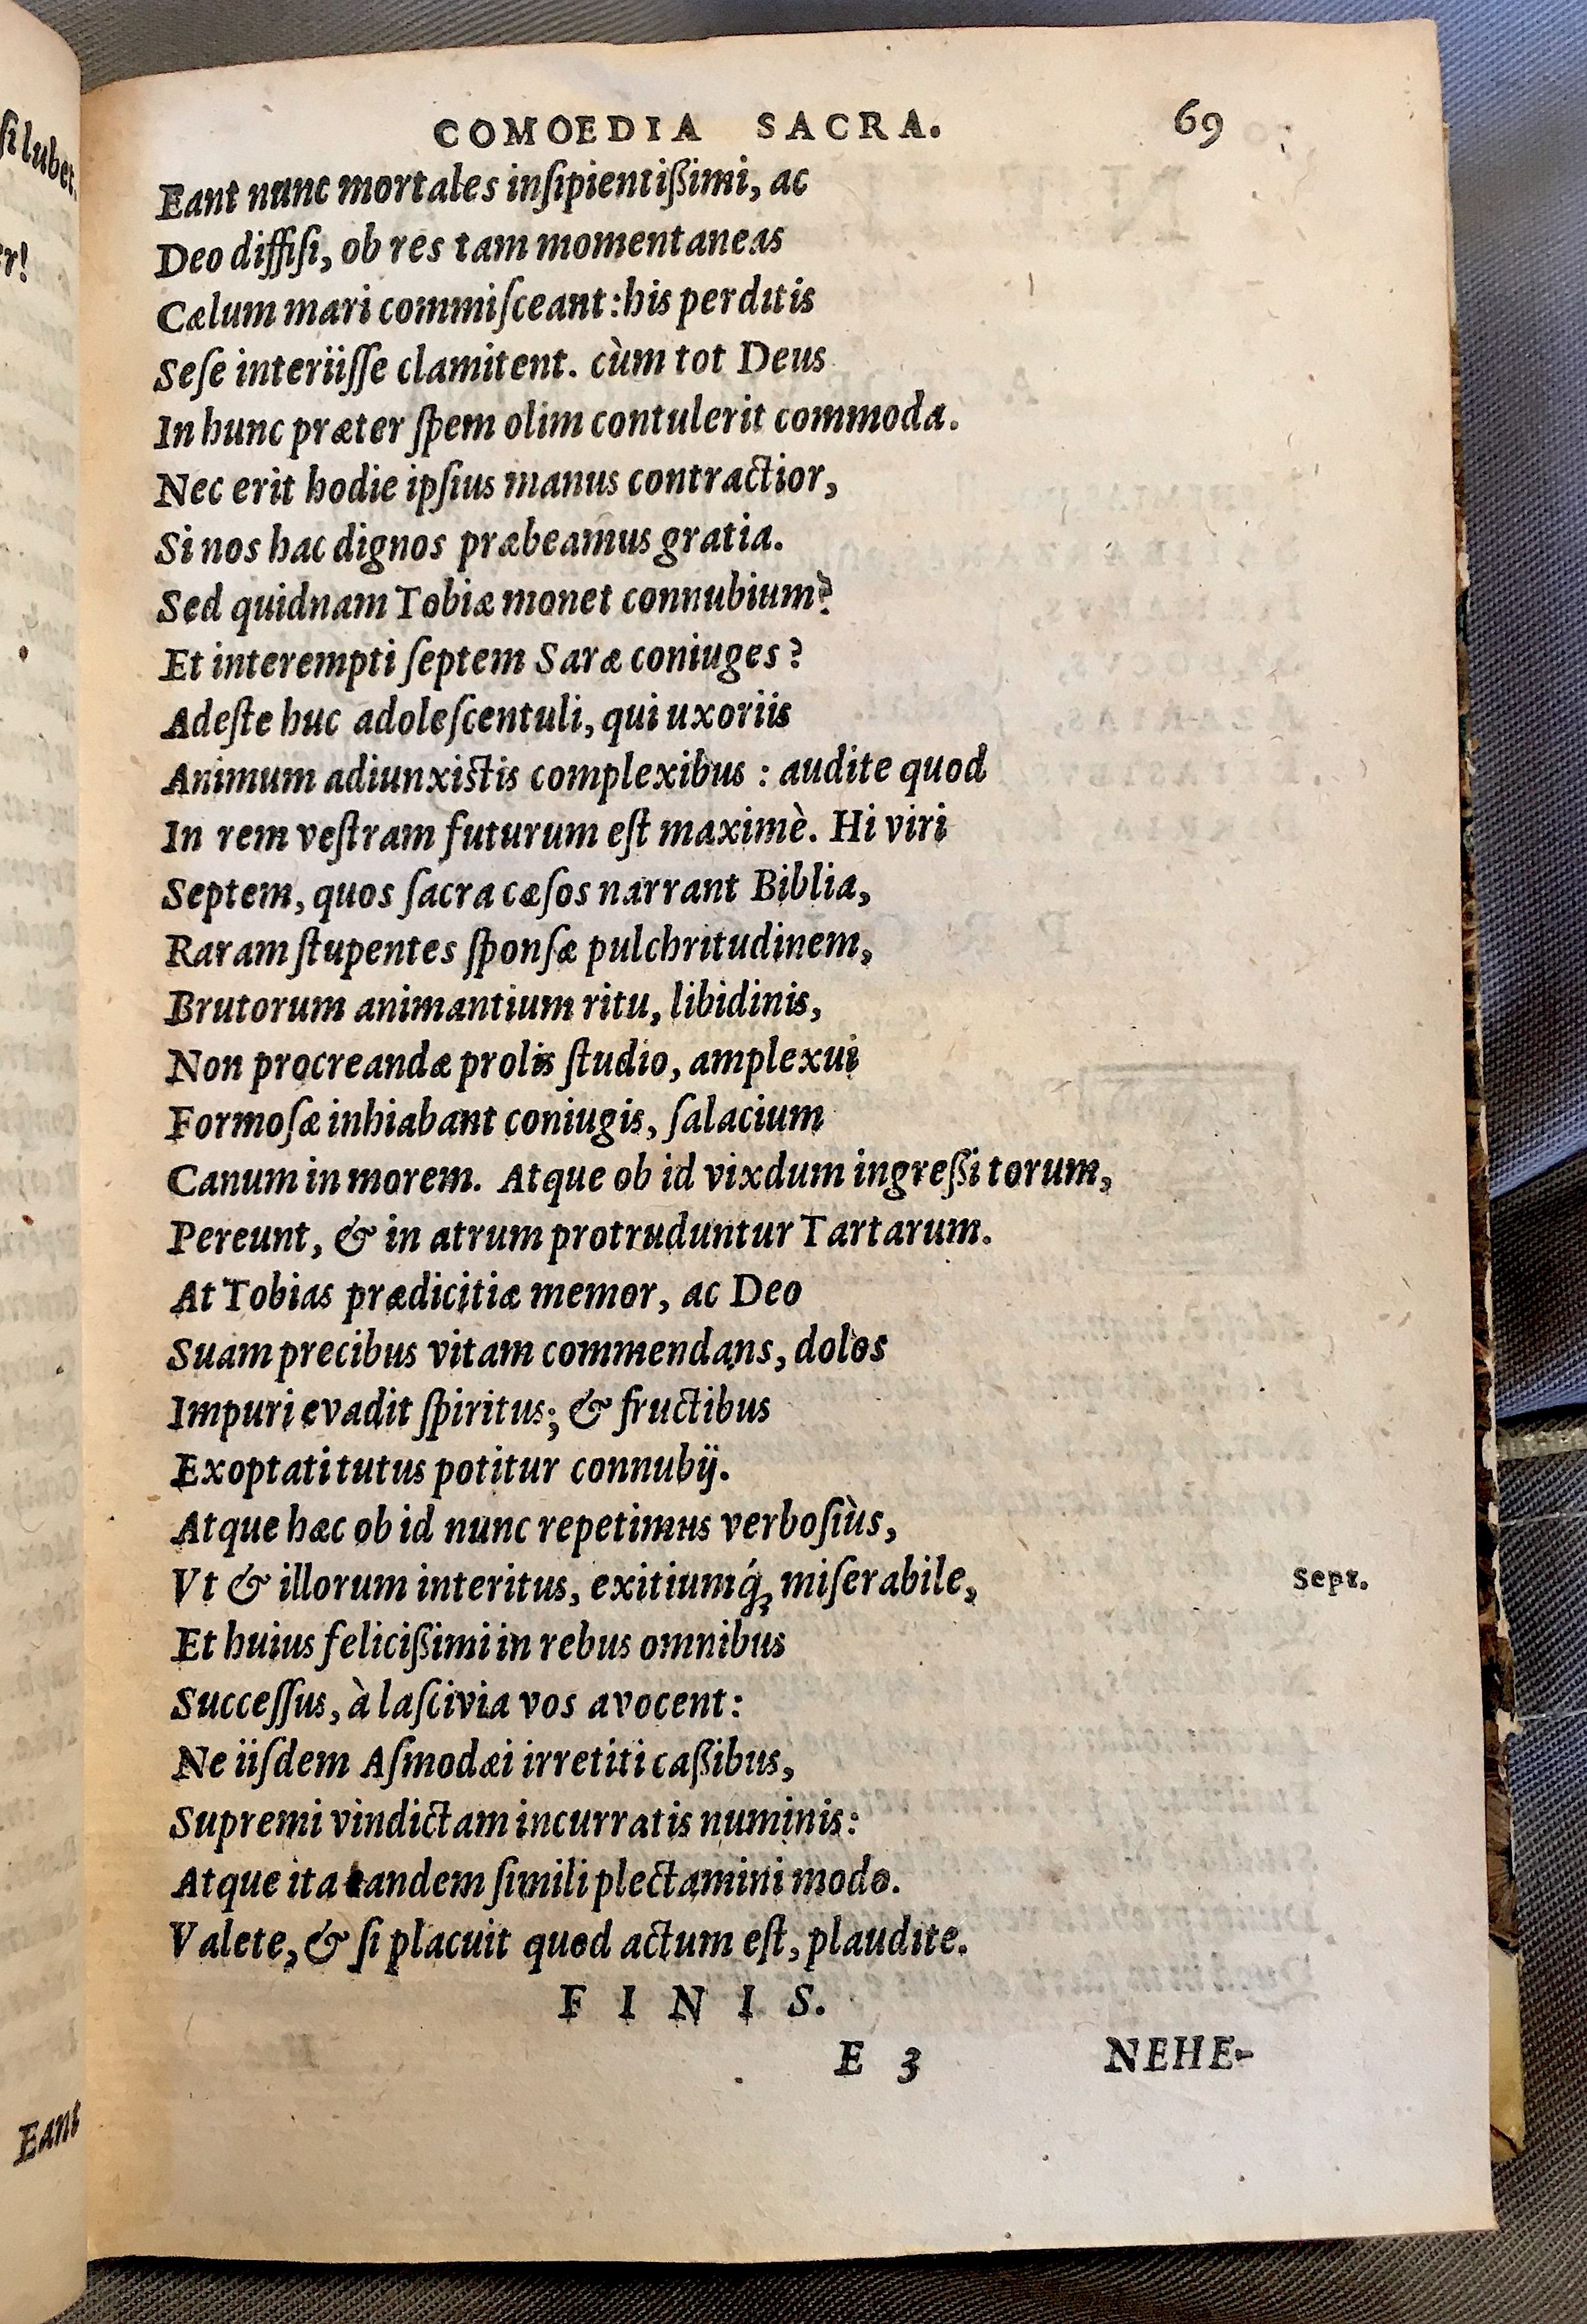 si lubet.
er!
Eant
COMOEDIA SACRA. 69
Eant nunc mortales insipientißimi, ac
Deo diffisi, ob res tam momentaneas
Cælum mari commisceant: his perditis
Sese interiisse clamitent. cùm tot Deus
In hunc præter spem olim contulerit commoda.
Nec erit hodie ipsius manus contractior,
Si nos hac dignos præbeamus gratia.
Sed quidnam Tobiæ monet connubium?
Et interempti septem Saræ coniuges?
Adeste huc adolescentuli, qui uxoriis
Animum adiunxistis complexibus: audite quod
In rem vestram futurum est maximè. Hi viri
Septem, quos sacra cæsos narrant Biblia,
Raram stupentes sponsæ pulchritudinem,
Brutorum animantium ritu, libidinis,
Non procreandæ prolis studio, amplexui
Formosæ inhiabant coniugis, salacium
Canum in morem. Atque ob id vixdum ingreßi torum,
Pereunt, & in atrum protruduntur Tartarum.
At Tobias prædicitiæ memor, ac Deo
Suam precibus vitam commendans, dolos
Impuri evadit spiritus; & fructibus
Exoptati tutus potitur connubij.
Atque hæc ob id nunc repetimus verbosiùs,
Vt & illorum interitus, exitiumq́; miserabile, Sept.
Et huius felicißimi in rebus omnibus
Successus, à lascivia vos avocent:
Ne iisdem Asmodæi irretiti caßibus,
Supremi vindictam incurratis numinis:
Atque ita tandem simili plectamini modo.
Valete, & si placuit quod actum est, plaudite.
FINIS.
E 3 NEHE-